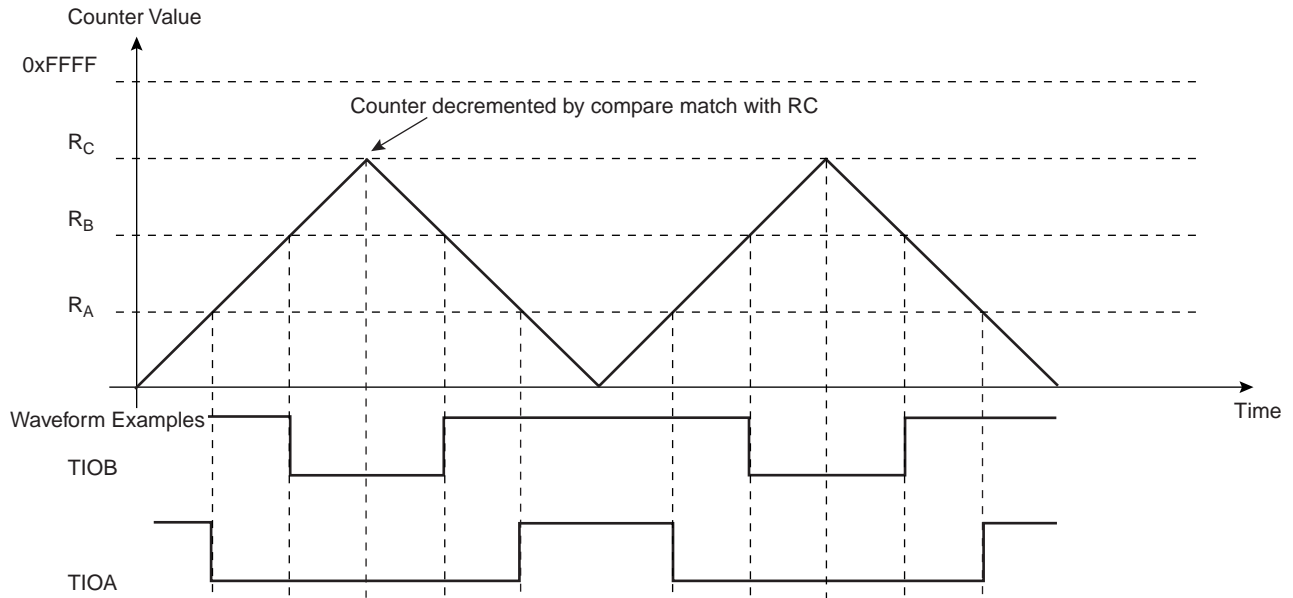 Counter Value
0xFFFF
Counter decremented by compare match with RC
RC
RB
RA
Time
Waveform Examples
TIOB
TIOA